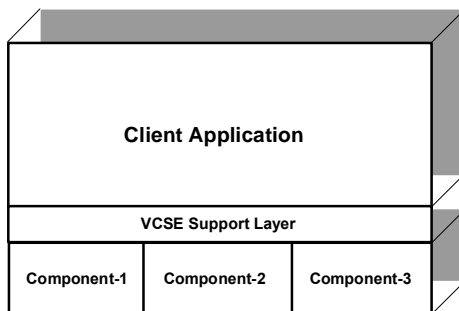 Client Application
VCSE Support Layer
Component-1 Component-2 Component-3